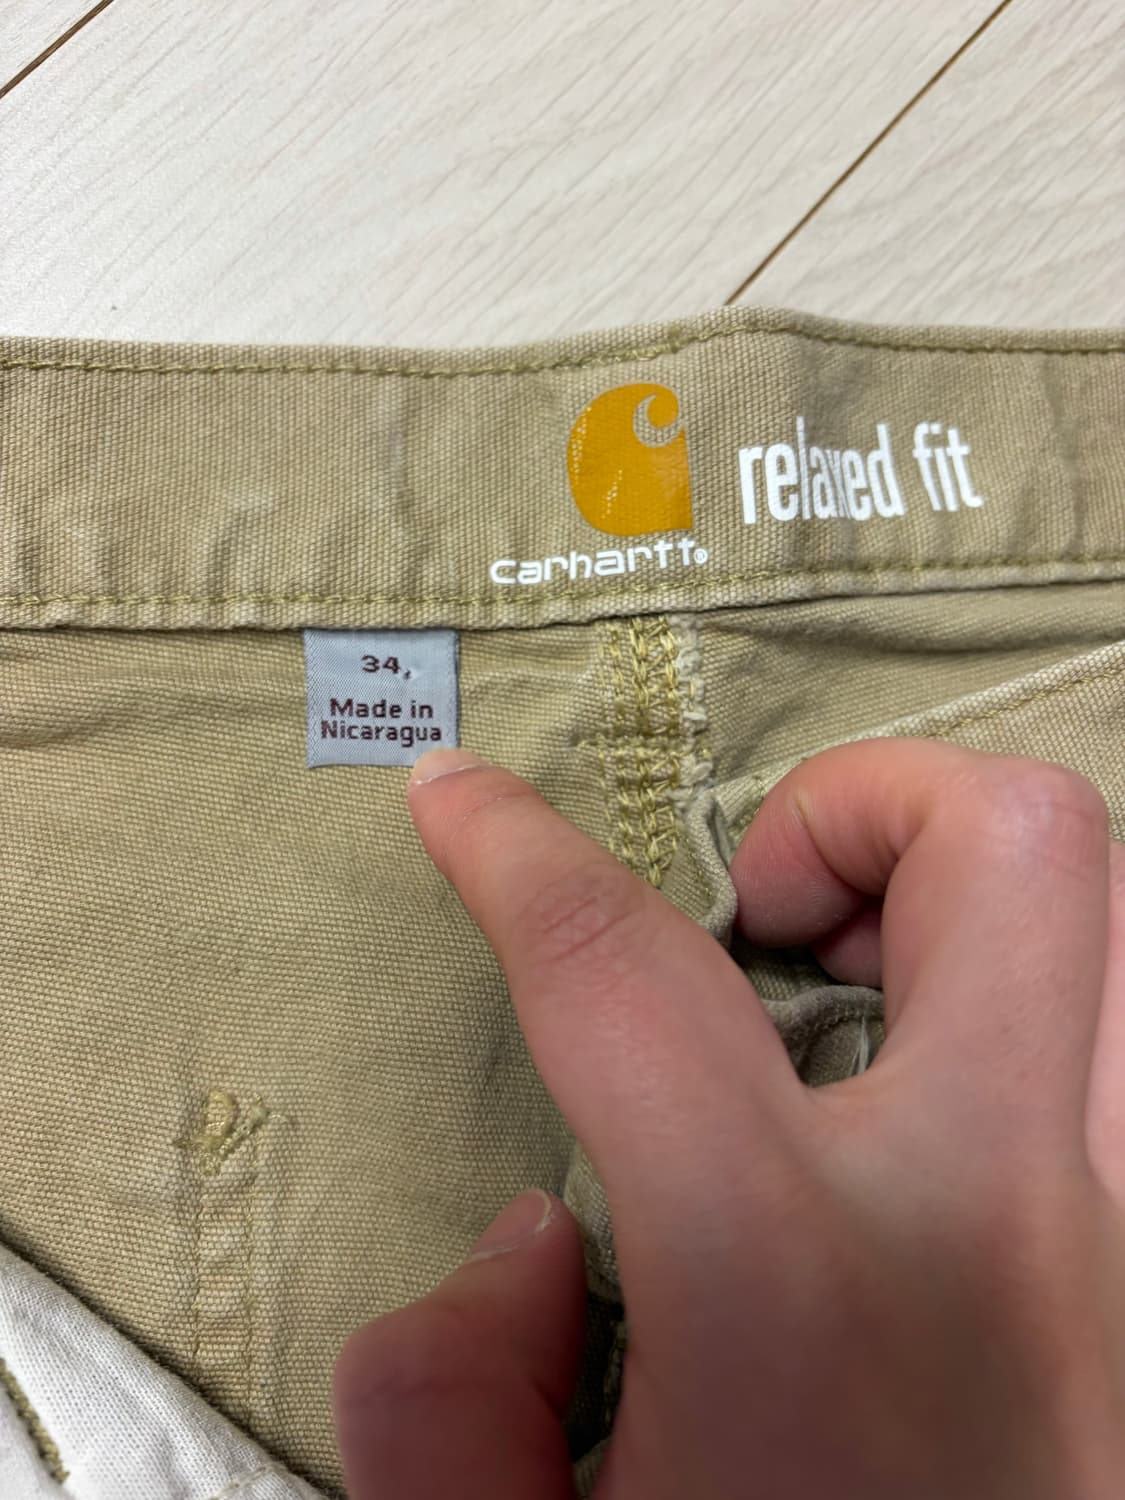 relaxed fit
carhartt®
34,
Made in
Nicaragua